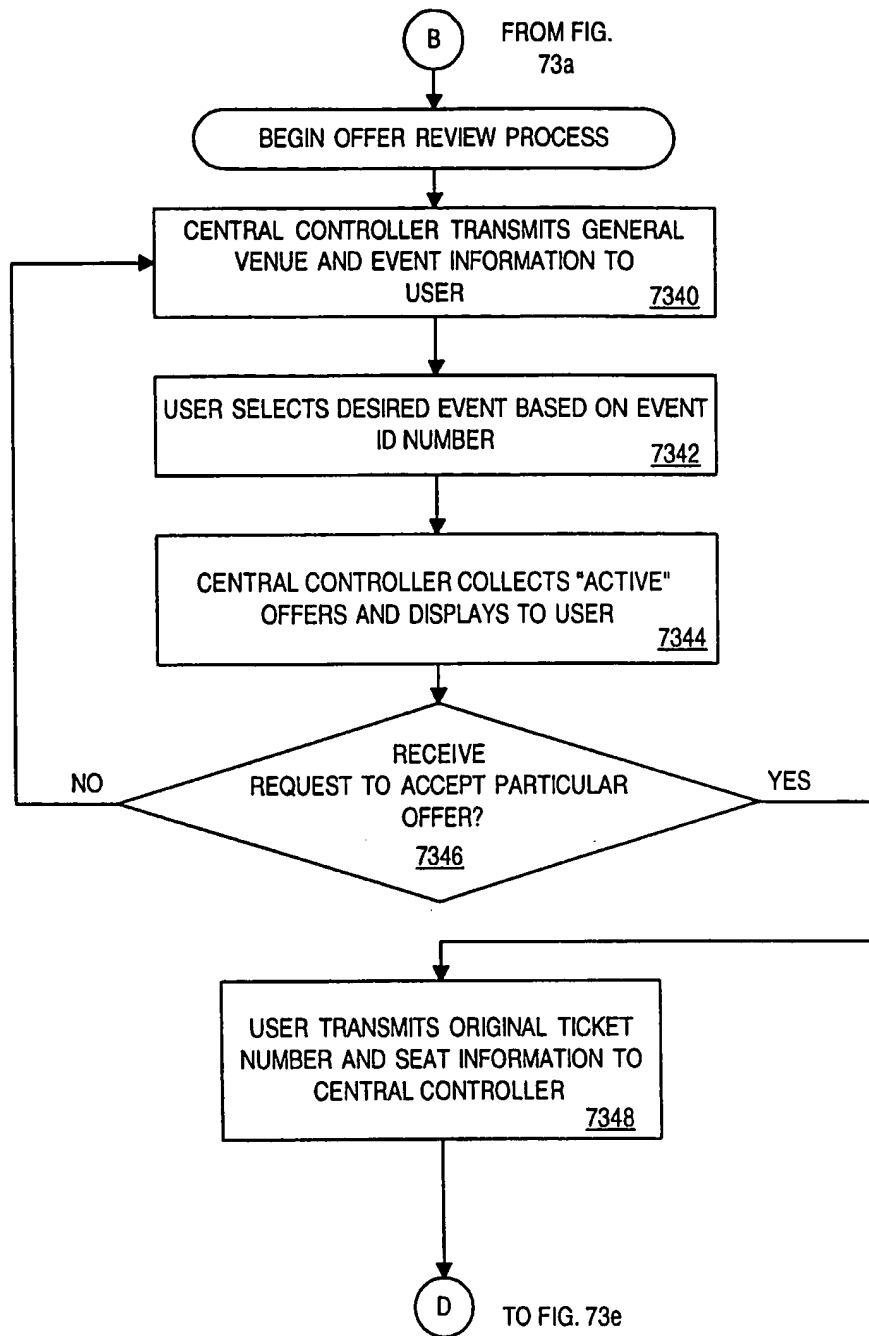 B
FROM FIG.
73a
BEGIN OFFER REVIEW PROCESS
CENTRAL CONTROLLER TRANSMITS GENERAL
VENUE AND EVENT INFORMATION TO
USER
7340
USER SELECTS DESIRED EVENT BASED ON EVENT
ID NUMBER
7342
CENTRAL CONTROLLER COLLECTS "ACTIVE"
OFFERS AND DISPLAYS TO USER
7344
RECEIVE
REQUEST TO ACCEPT PARTICULAR
OFFER?
7346
NO
YES
USER TRANSMITS ORIGINAL TICKET
NUMBER AND SEAT INFORMATION TO
CENTRAL CONTROLLER
7348
D
TO FIG. 73e